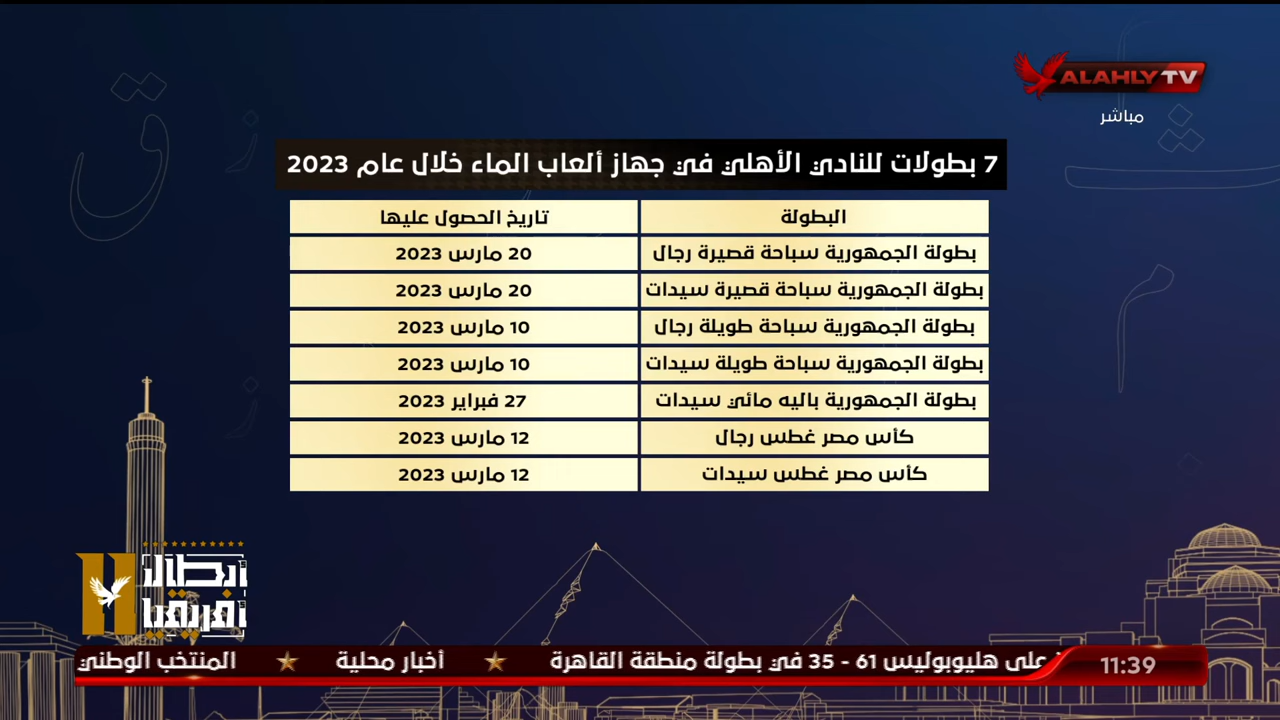 ALAHLY TV
مباشر
7 بطولات للنادي الأهلي في جهاز ألعاب الماء خلال عام 2023
البطولة تاريخ الحصول عليها
بطولة الجمهورية سباحة قصيرة رجال 20 مارس 2023
بطولة الجمهورية سباحة قصيرة سيدات 20 مارس 2023
بطولة الجمهورية سباحة طويلة رجال 10 مارس 2023
بطولة الجمهورية سباحة طويلة سيدات 10 مارس 2023
بطولة الجمهورية باليه مائي سيدات 27 فبراير 2023
كأس مصر غطس رجال 12 مارس 2023
كأس مصر غطس سيدات 12 مارس 2023
أبطال
أفريقيا
11
11:39
على هليوبوليس 61 - 35 في بطولة منطقة القاهرة ★ أخبار محلية ★ المنتخب الوطني